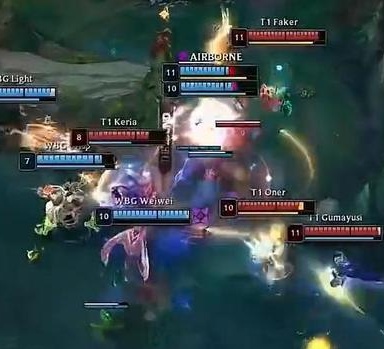 T1 Faker
11
AIRBORNE
11
10
WBG Light
T1 Keria
8
WBG
7
T1 Oner
10
WBG Weiwei
10
T1 Gumayusi
11